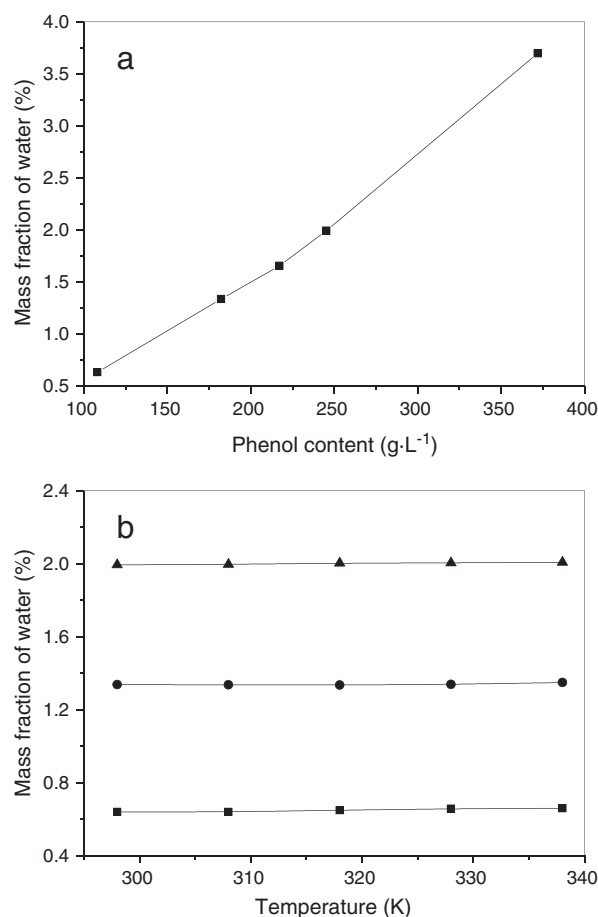 a
4.0
3.5
3.0
2.5
2.0
1.5
1.0
0.5
Mass fraction of water (%)
100 150 200 250 300 350 400
Phenol content (g·L⁻¹)
b
2.4
2.0
1.6
1.2
0.8
0.4
Mass fraction of water (%)
300 310 320 330 340
Temperature (K)